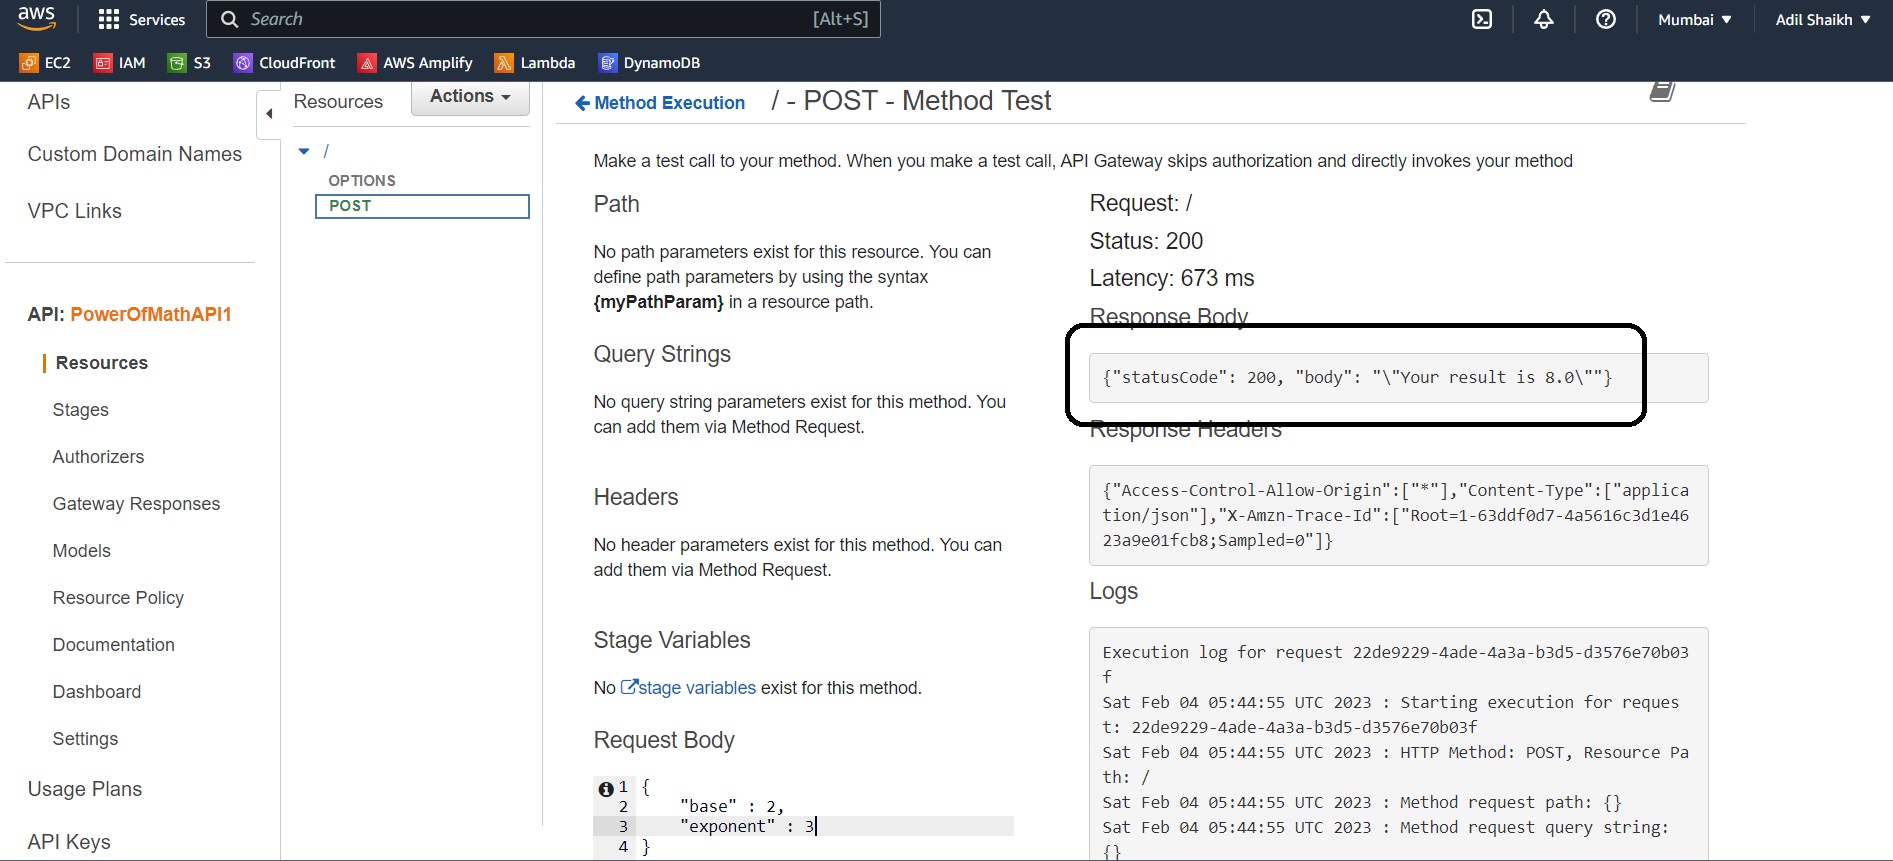 aws
Services
Search
[Alt+S]
Mumbai
Adil Shaikh
EC2
IAM
S3
CloudFront
AWS Amplify
Lambda
DynamoDB
APIs
Custom Domain Names
VPC Links
API: PowerOfMathAPI1
Resources
Stages
Authorizers
Gateway Responses
Models
Resource Policy
Documentation
Dashboard
Settings
Usage Plans
API Keys
Resources
Actions
/
OPTIONS
POST
Method Execution
/ - POST - Method Test
Make a test call to your method. When you make a test call, API Gateway skips authorization and directly invokes your method
Path
No path parameters exist for this resource. You can
define path parameters by using the syntax
{myPathParam} in a resource path.
Query Strings
No query string parameters exist for this method. You
can add them via Method Request.
Headers
No header parameters exist for this method. You can
add them via Method Request.
Stage Variables
No stage variables exist for this method.
Request Body
1 {
2 "base" : 2,
3 "exponent" : 3
4 }
Request: /
Status: 200
Latency: 673 ms
Response Body
{"statusCode": 200, "body": "\"Your result is 8.0\""}
Response Headers
{"Access-Control-Allow-Origin":["*"],"Content-Type":["applica
tion/json"],"X-Amzn-Trace-Id":["Root=1-63ddf0d7-4a5616c3d1e46
23a9e01fcb8;Sampled=0"]}
Logs
Execution log for request 22de9229-4ade-4a3a-b3d5-d3576e70b03
f
Sat Feb 04 05:44:55 UTC 2023 : Starting execution for reques
t: 22de9229-4ade-4a3a-b3d5-d3576e70b03f
Sat Feb 04 05:44:55 UTC 2023 : HTTP Method: POST, Resource Pa
th: /
Sat Feb 04 05:44:55 UTC 2023 : Method request path: {}
Sat Feb 04 05:44:55 UTC 2023 : Method request query string:
{}